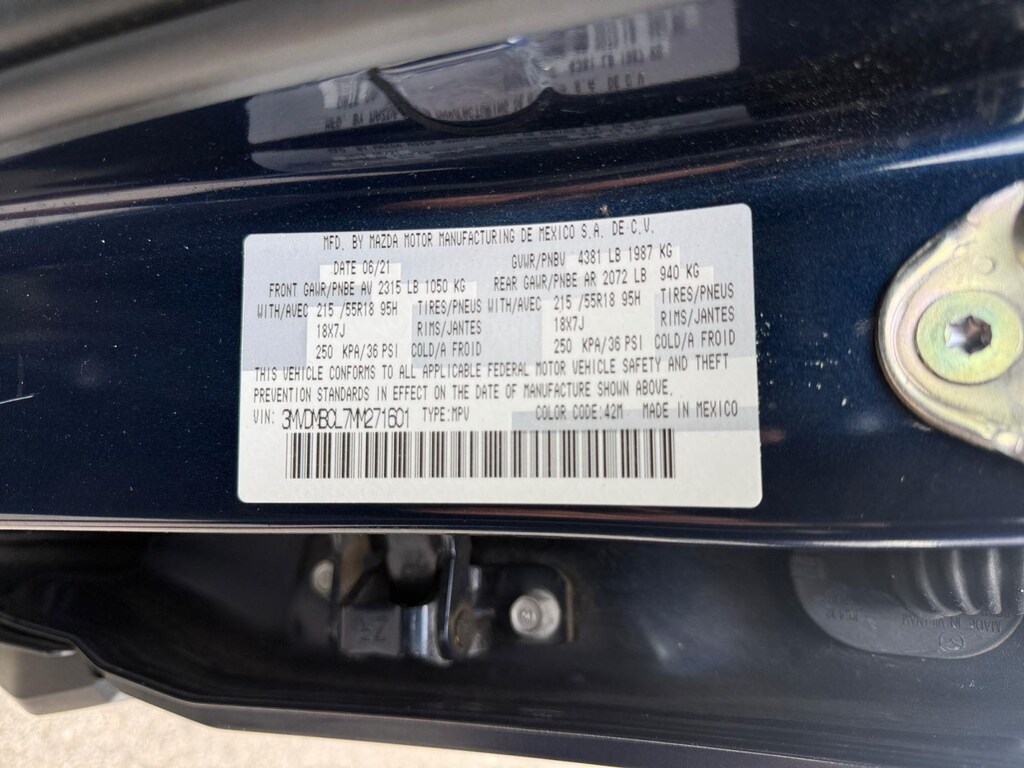 MFD. BY MAZDA MOTOR MANUFACTURING DE MEXICO S.A. DE C.V.
DATE 06/21 GVWR/PNBV 4381 LB 1987 KG
FRONT GAWR/PNBE AV 2315 LB 1050 KG REAR GAWR/PNBE AR 2072 LB 940 KG
WITH/AVEC 215 /55R18 95H TIRES/PNEUS WITH/AVEC 215 /55R18 95H TIRES/PNEUS
18X7J RIMS/JANTES 18X7J RIMS/JANTES
250 KPA/36 PSI COLD/A FROID 250 KPA/36 PSI COLD/A FROID
THIS VEHICLE CONFORMS TO ALL APPLICABLE FEDERAL MOTOR VEHICLE SAFETY AND THEFT
PREVENTION STANDARDS IN EFFECT ON THE DATE OF MANUFACTURE SHOWN ABOVE.
VIN: 3MVDMBCL7MM271601 TYPE:MPV COLOR CODE:42M MADE IN MEXICO
MADE IN VIETNAM